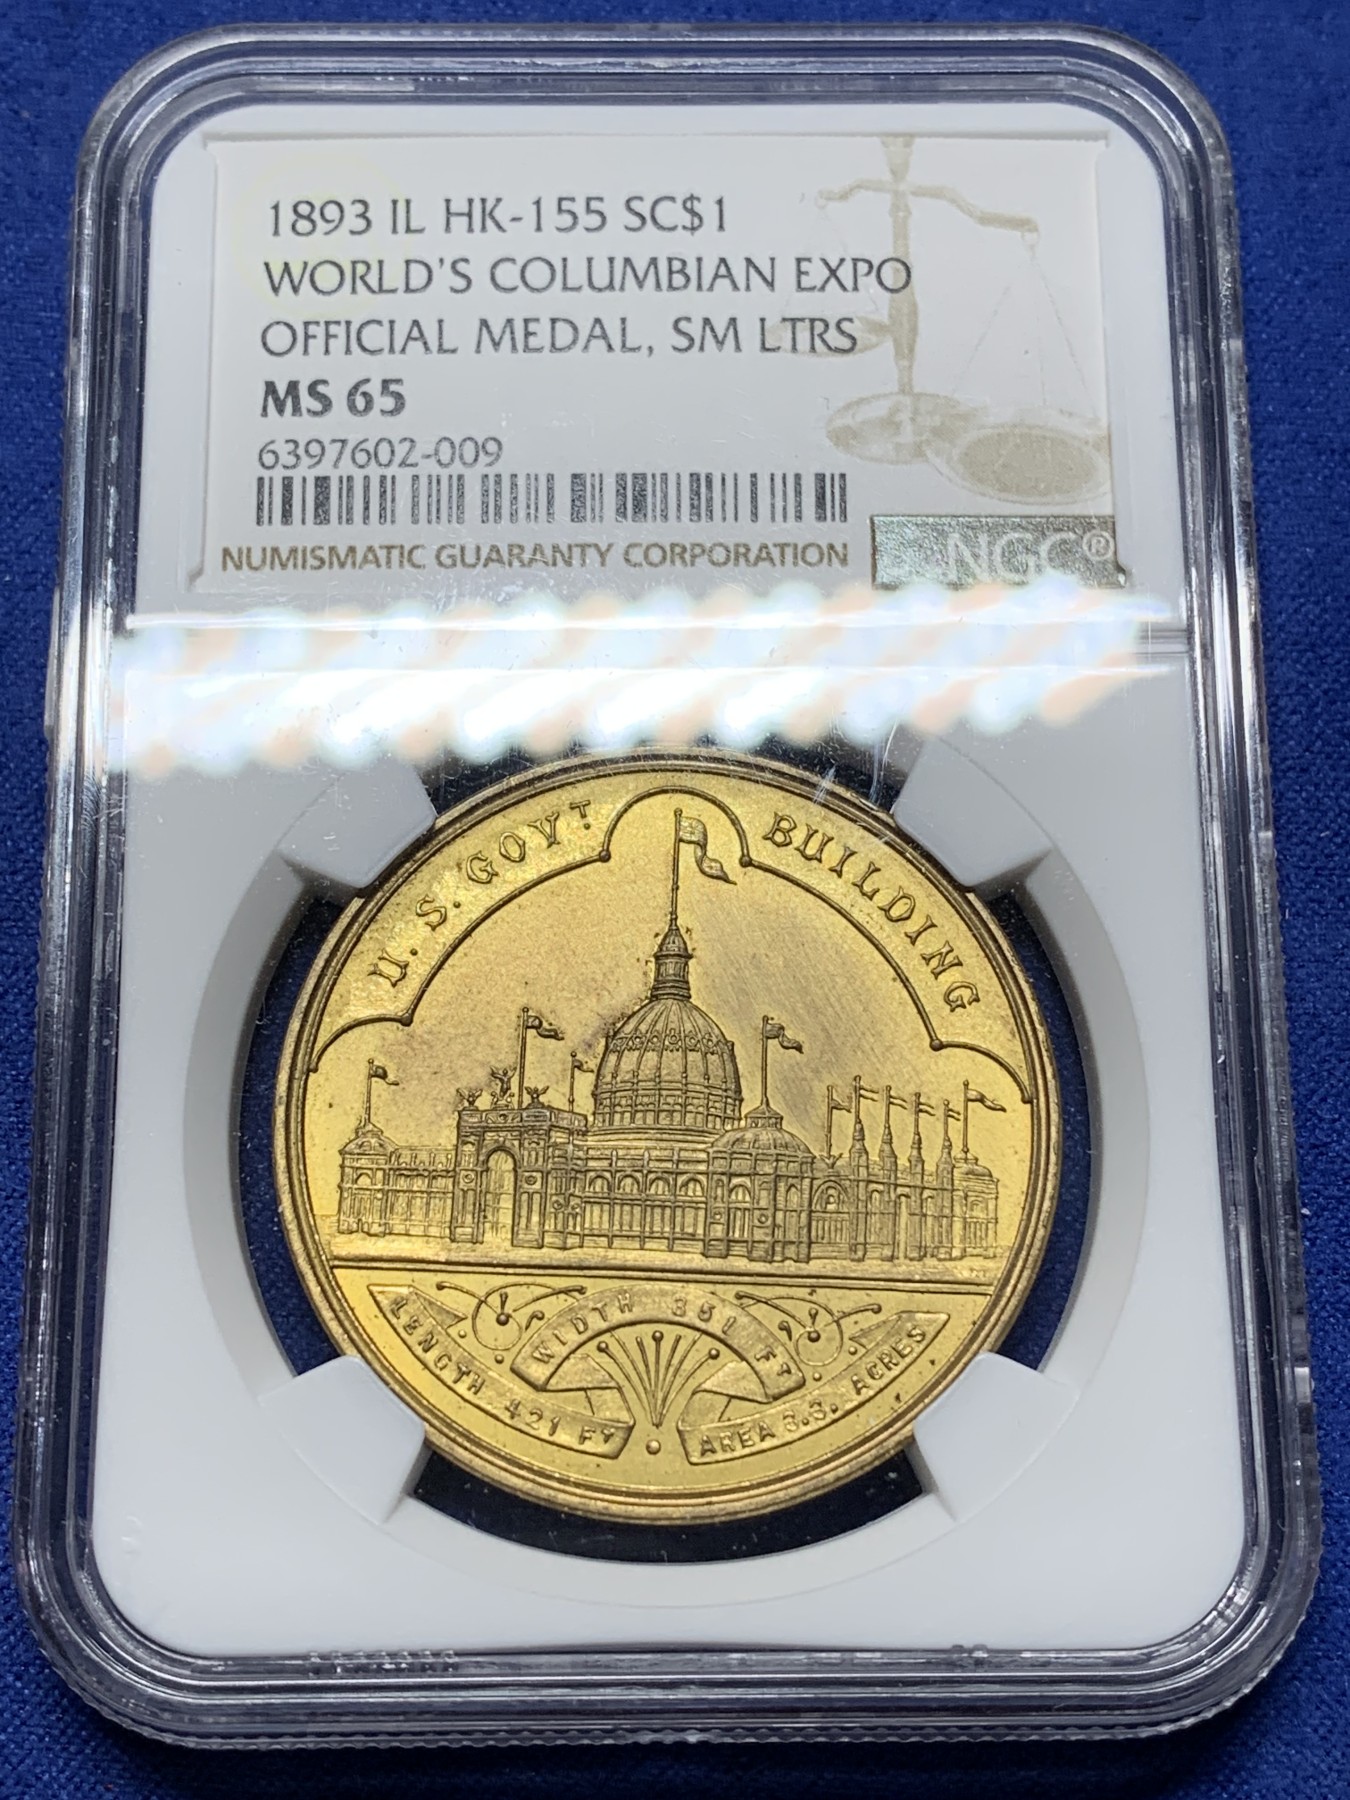 1893 IL HK-155 SC$1
WORLD'S COLUMBIAN EXPO
OFFICIAL MEDAL, SM LTRS
MS 65
6397602-009
NUMISMATIC GUARANTY CORPORATION
NGC®
U. S. GOVT. BUILDING
WIDTH 351 FT
LENGTH 421 FT
AREA 3.3. ACRES